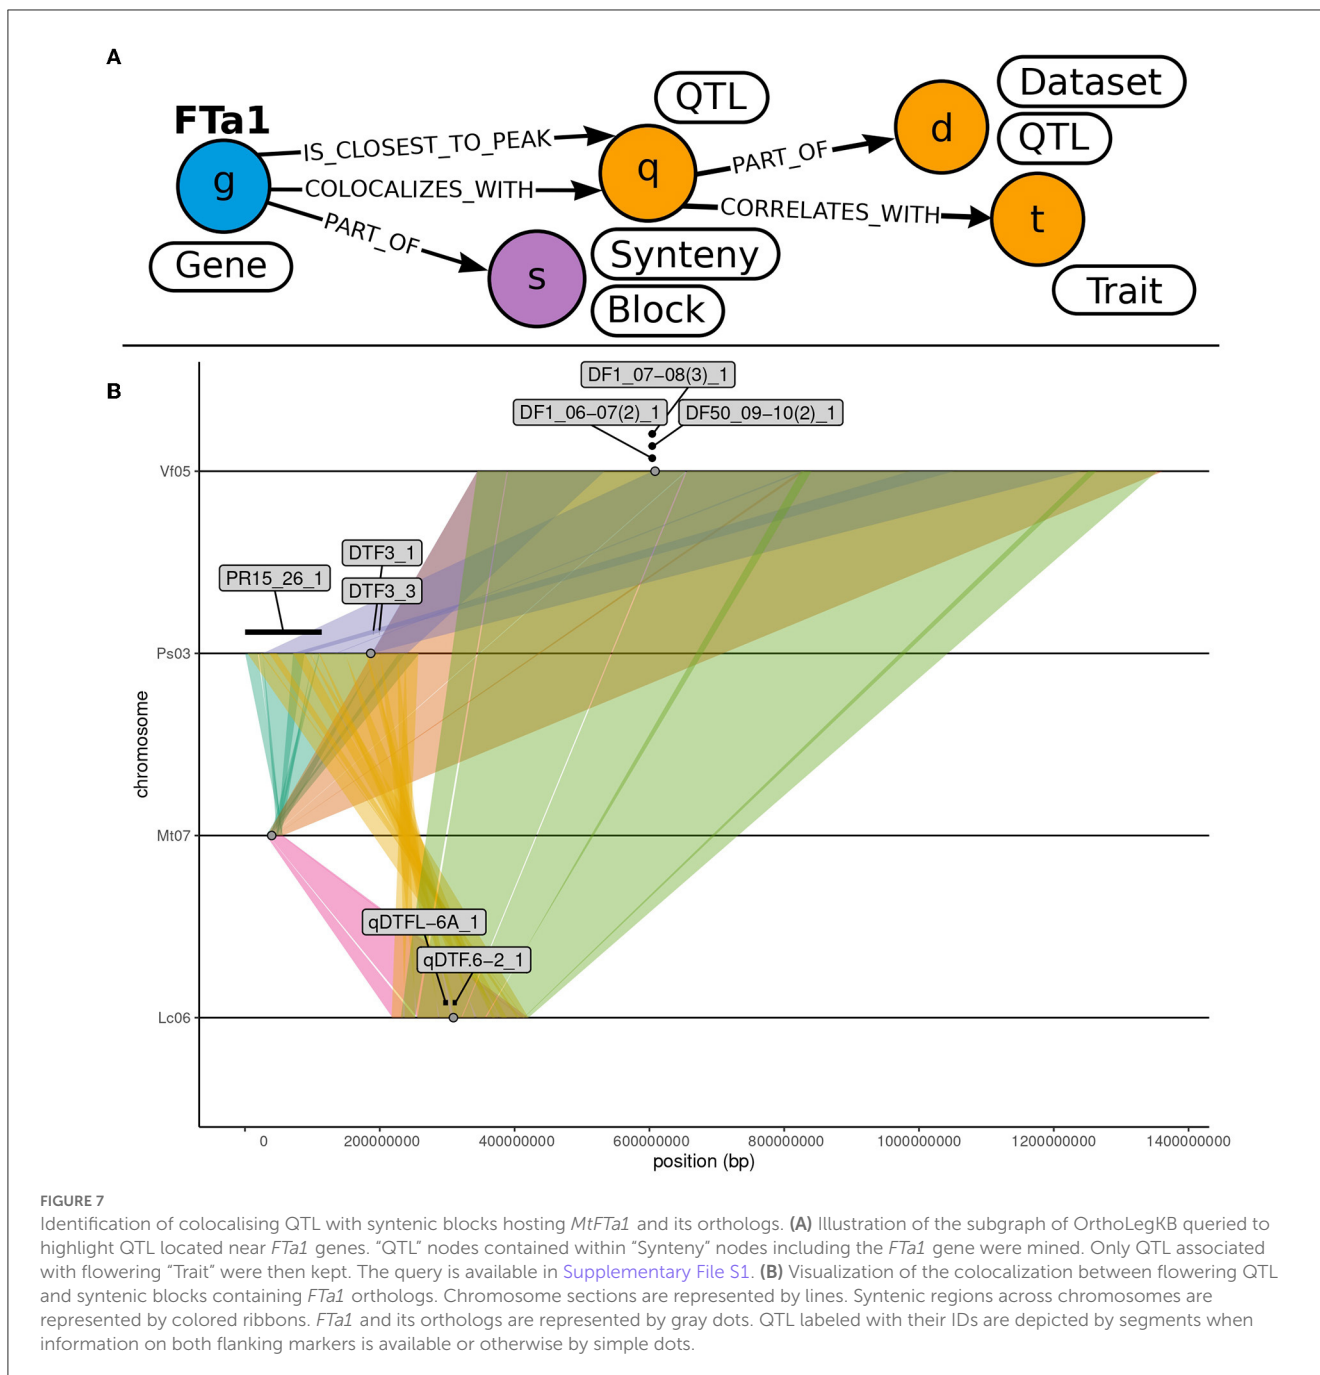 A
FTa1
g
Gene
IS_CLOSEST_TO_PEAK
COLOCALIZES_WITH
PART_OF
QTL
q
s
Synteny
Block
PART_OF
CORRELATES_WITH
d
Dataset
QTL
t
Trait
B
DF1_07−08(3)_1
DF1_06−07(2)_1
DF50_09−10(2)_1
Vf05
DTF3_1
PR15_26_1
DTF3_3
Ps03
chromosome
Mt07
qDTFL−6A_1
qDTF.6−2_1
Lc06
0 200000000 400000000 600000000 800000000 1000000000 1200000000 1400000000
position (bp)
FIGURE 7
Identification of colocalising QTL with syntenic blocks hosting MtFTa1 and its orthologs. (A) Illustration of the subgraph of OrthoLegKB queried to
highlight QTL located near FTa1 genes. “QTL” nodes contained within “Synteny” nodes including the FTa1 gene were mined. Only QTL associated
with flowering “Trait” were then kept. The query is available in Supplementary File S1. (B) Visualization of the colocalization between flowering QTL
and syntenic blocks containing FTa1 orthologs. Chromosome sections are represented by lines. Syntenic regions across chromosomes are
represented by colored ribbons. FTa1 and its orthologs are represented by gray dots. QTL labeled with their IDs are depicted by segments when
information on both flanking markers is available or otherwise by simple dots.